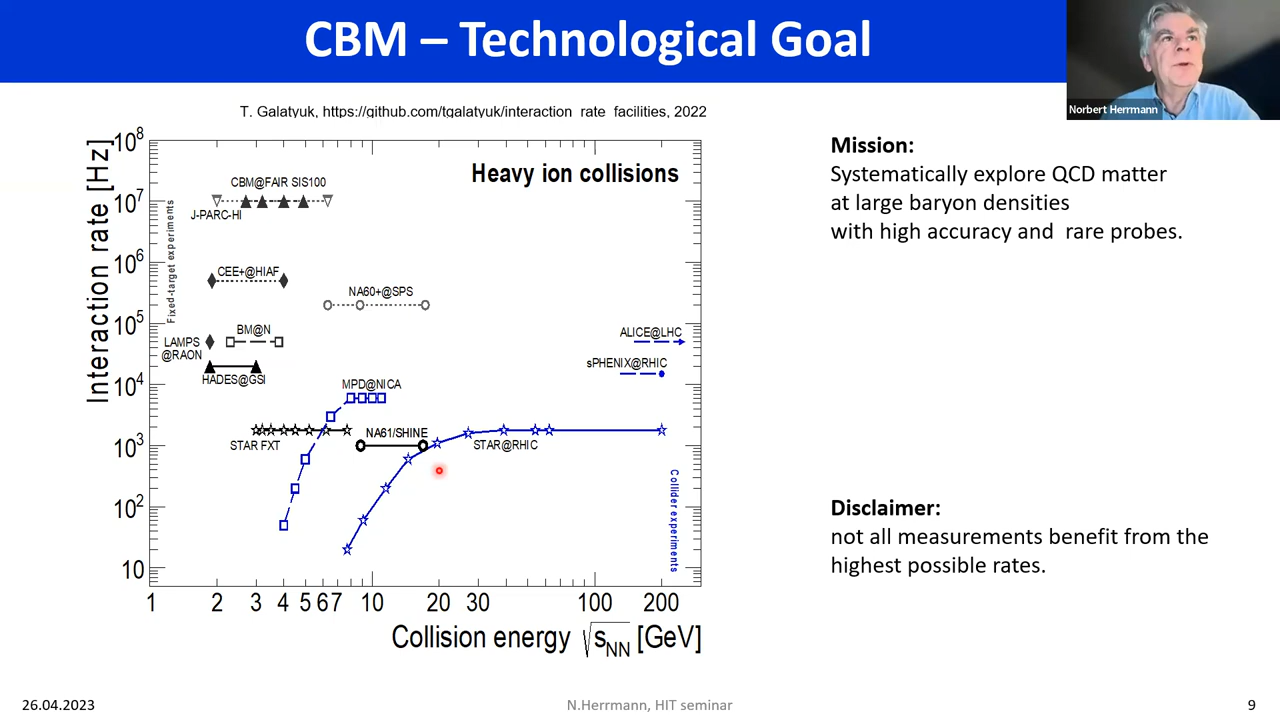 CBM – Technological Goal
Norbert Herrmann
T. Galatyuk, https://github.com/tgalatyuk/interaction_rate_facilities, 2022
Interaction rate [Hz]
10⁸
10⁷
10⁶
10⁵
10⁴
10³
10²
10
Heavy ion collisions
CBM@FAIR SIS100
J-PARC-HI
Fixed-target experiments
CEE+@HIAF
NA60+@SPS
BM@N
LAMPS
@RAON
HADES@GSI
ALICE@LHC
sPHENIX@RHIC
MPD@NICA
STAR FXT
NA61/SHINE
STAR@RHIC
Collider experiments
1 2 3 4 5 6 7 10 20 30 100 200
Collision energy √sNN [GeV]
Mission:
Systematically explore QCD matter
at large baryon densities
with high accuracy and rare probes.
Disclaimer:
not all measurements benefit from the
highest possible rates.
26.04.2023
N.Herrmann, HIT seminar
9